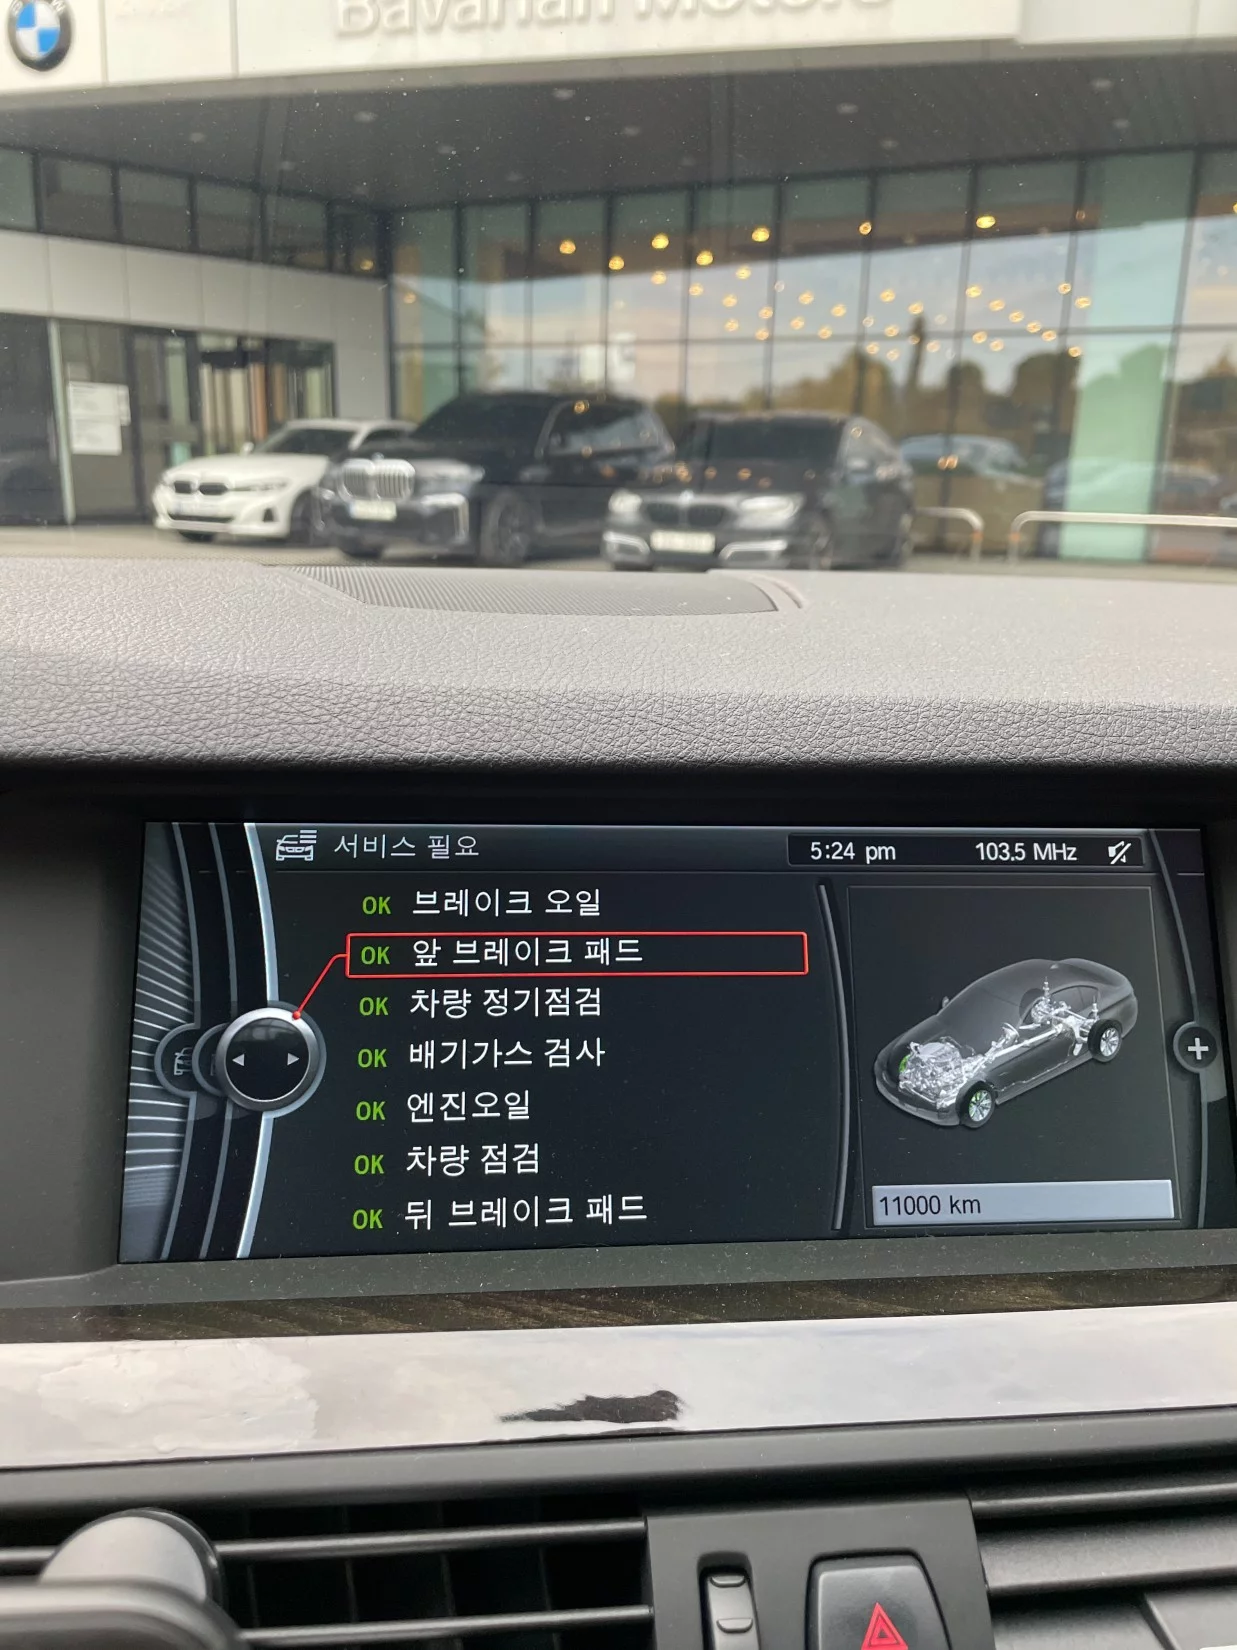 Bavarian Motors
서비스 필요
5:24 pm
103.5 MHz
OK 브레이크 오일
OK 앞 브레이크 패드
OK 차량 정기점검
OK 배기가스 검사
OK 엔진오일
OK 차량 점검
OK 뒤 브레이크 패드
11000 km